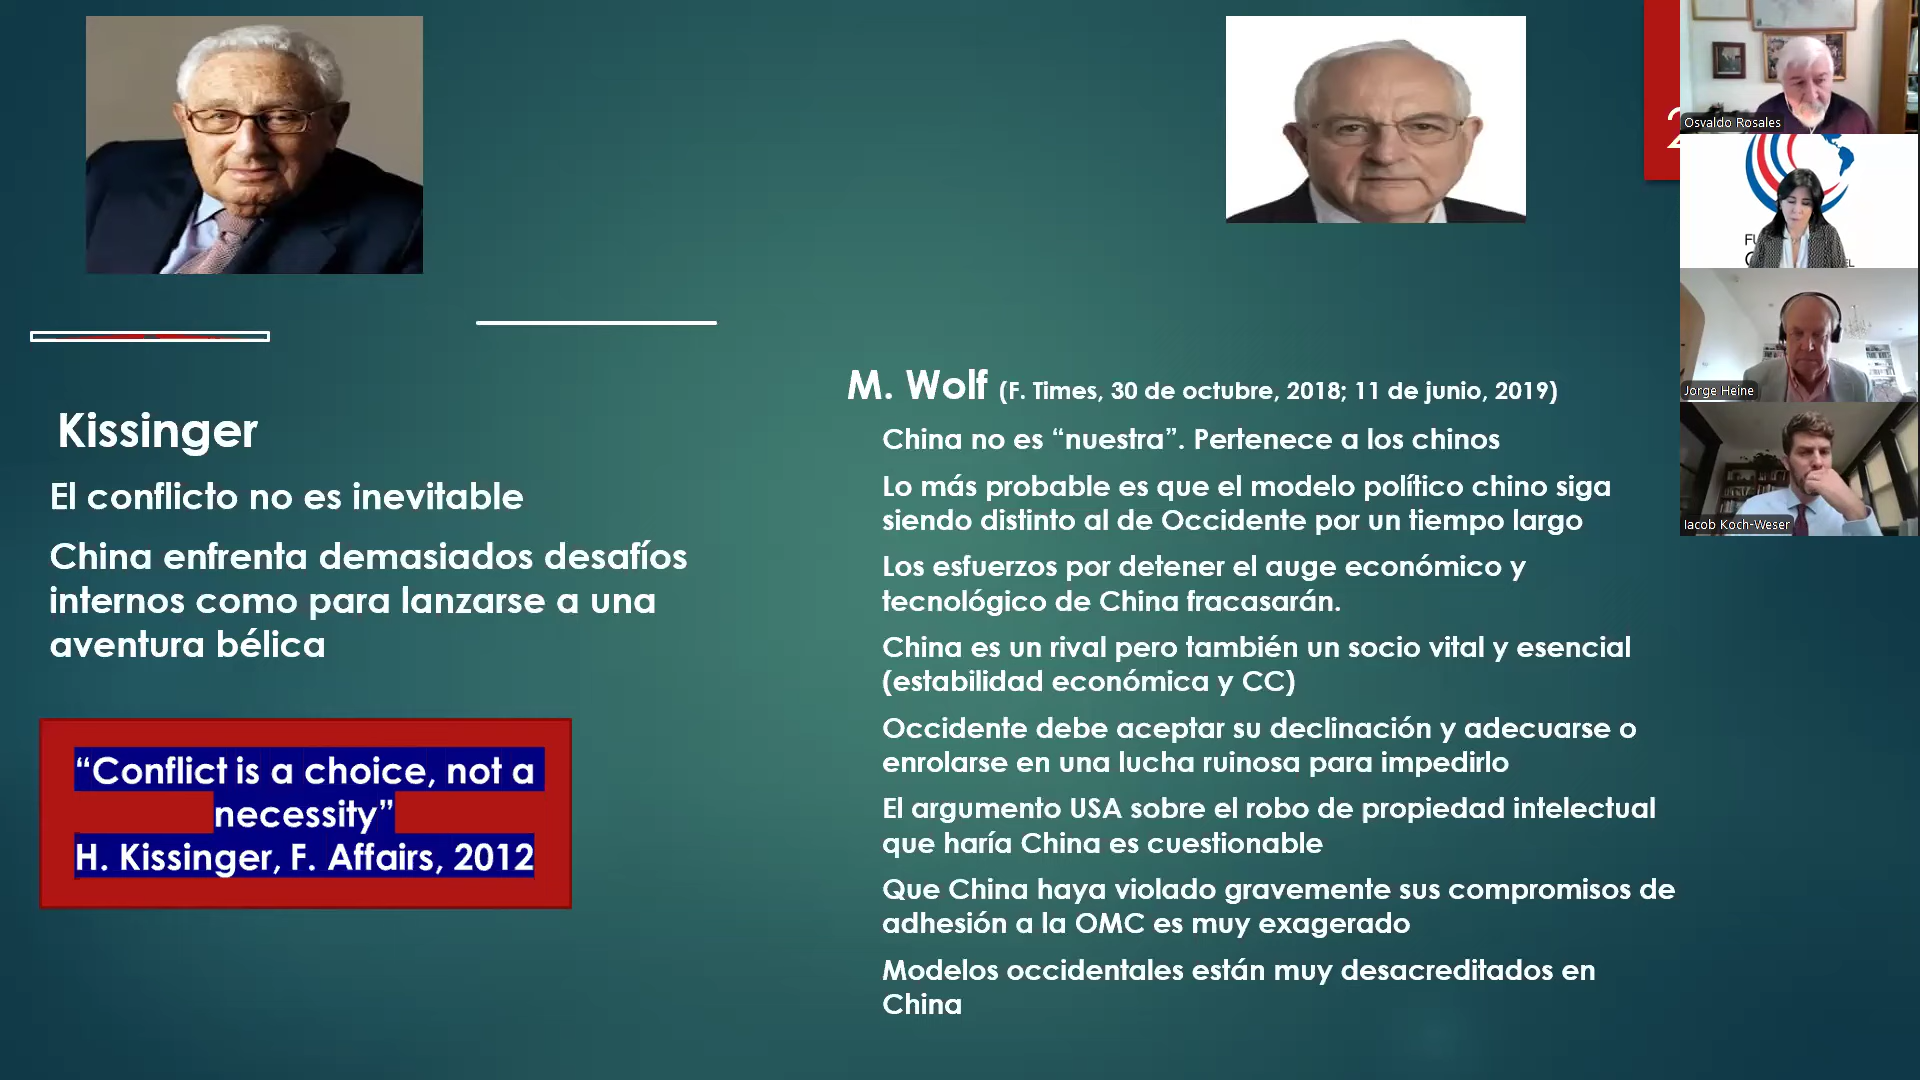 Kissinger
El conflicto no es inevitable
China enfrenta demasiados desafíos
internos como para lanzarse a una
aventura bélica
“Conflict is a choice, not a
necessity”
H. Kissinger, F. Affairs, 2012
M. Wolf (F. Times, 30 de octubre, 2018; 11 de junio, 2019)
China no es “nuestra”. Pertenece a los chinos
Lo más probable es que el modelo político chino siga
siendo distinto al de Occidente por un tiempo largo
Los esfuerzos por detener el auge económico y
tecnológico de China fracasarán.
China es un rival pero también un socio vital y esencial
(estabilidad económica y CC)
Occidente debe aceptar su declinación y adecuarse o
enrolarse en una lucha ruinosa para impedirlo
El argumento USA sobre el robo de propiedad intelectual
que haría China es cuestionable
Que China haya violado gravemente sus compromisos de
adhesión a la OMC es muy exagerado
Modelos occidentales están muy desacreditados en
China
2
Osvaldo Rosales
Jorge Heine
Iacob Koch-Weser